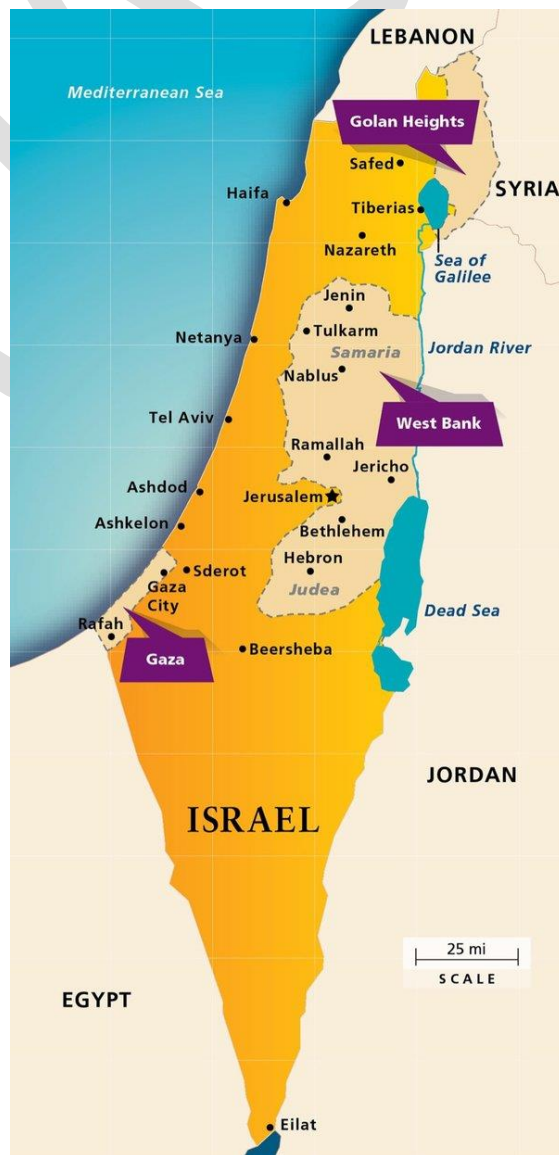 LEBANON
Mediterranean Sea
Golan Heights
Safed
SYRIA
Haifa
Tiberias
Nazareth
Sea of
Galilee
Jenin
Tulkarm
Netanya
Samaria
Jordan River
Nablus
Tel Aviv
West Bank
Ramallah
Jericho
Ashdod
Jerusalem
Ashkelon
Bethlehem
Hebron
Sderot
Gaza
City
Judea
Dead Sea
Rafah
Gaza
Beersheba
JORDAN
ISRAEL
25 mi
SCALE
EGYPT
Eilat